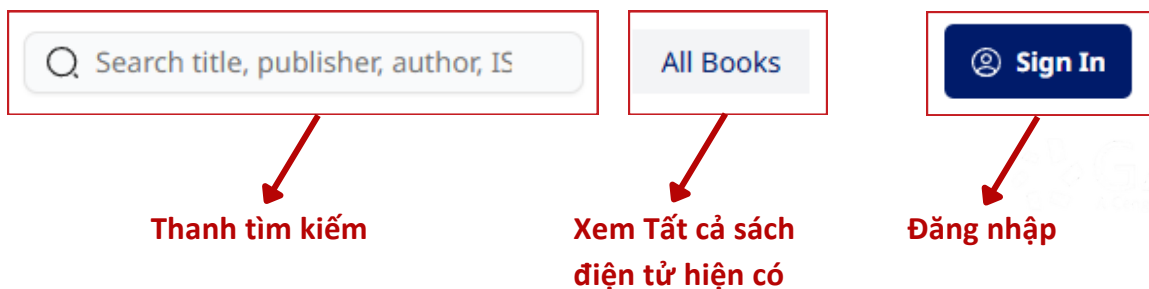 Search title, publisher, author, IS
All Books
Sign In
Thanh tìm kiếm
Xem Tất cả sách
điện tử hiện có
Đăng nhập